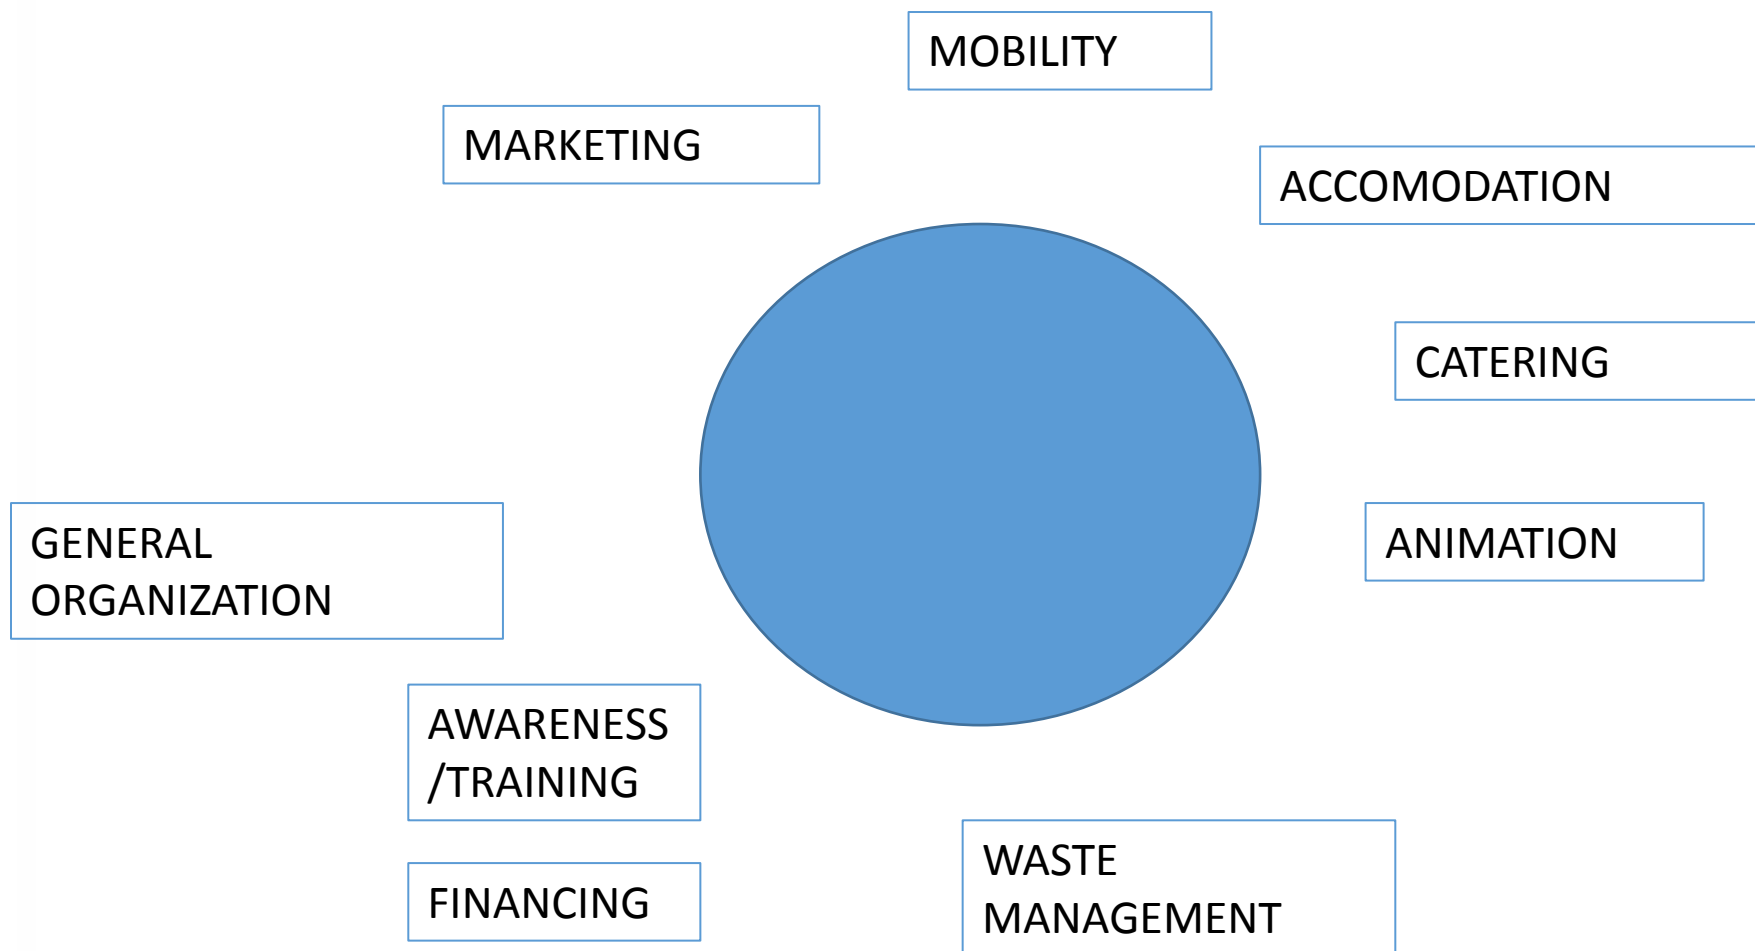 MOBILITY
MARKETING
ACCOMODATION
CATERING
GENERAL
ORGANIZATION
ANIMATION
AWARENESS
/TRAINING
WASTE
MANAGEMENT
FINANCING